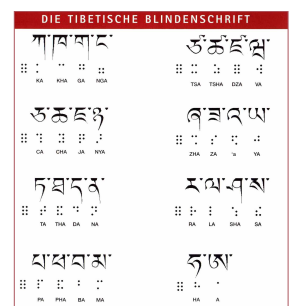 DIE TIBETISCHE BLINDENSCHRIFT
ཀ་ཁ་ག་ང་
KA KHA GA NGA
ཙ་ཚ་ཛ་ཝ་
TSA TSHA DZA VA
ཅ་ཆ་ཇ་ཉ་
CA CHA JA NYA
ཞ་ཟ་འ་ཡ་
ZHA ZA 'a YA
ཏ་ཐ་ད་ན་
TA THA DA NA
ར་ལ་ཤ་ས་
RA LA SHA SA
པ་ཕ་བ་མ་
PA PHA BA MA
ཧ་ཨ་
HA A